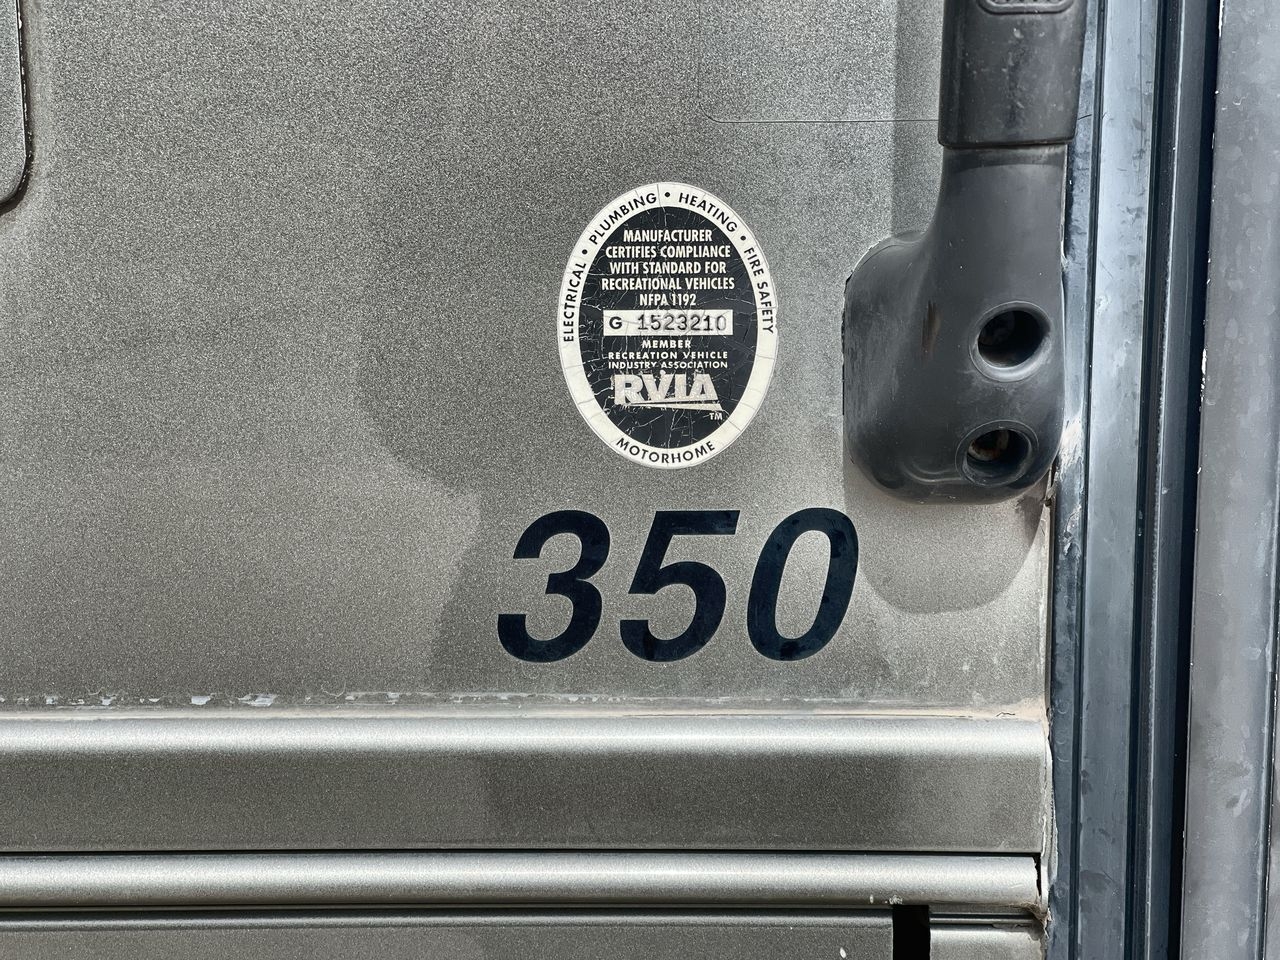 ELECTRICAL • PLUMBING • HEATING • FIRE SAFETY
MANUFACTURER
CERTIFIES COMPLIANCE
WITH STANDARD FOR
RECREATIONAL VEHICLES
NFPA 1192
G 1523210
MEMBER
RECREATION VEHICLE
INDUSTRY ASSOCIATION
RVIA
TM
MOTORHOME
350